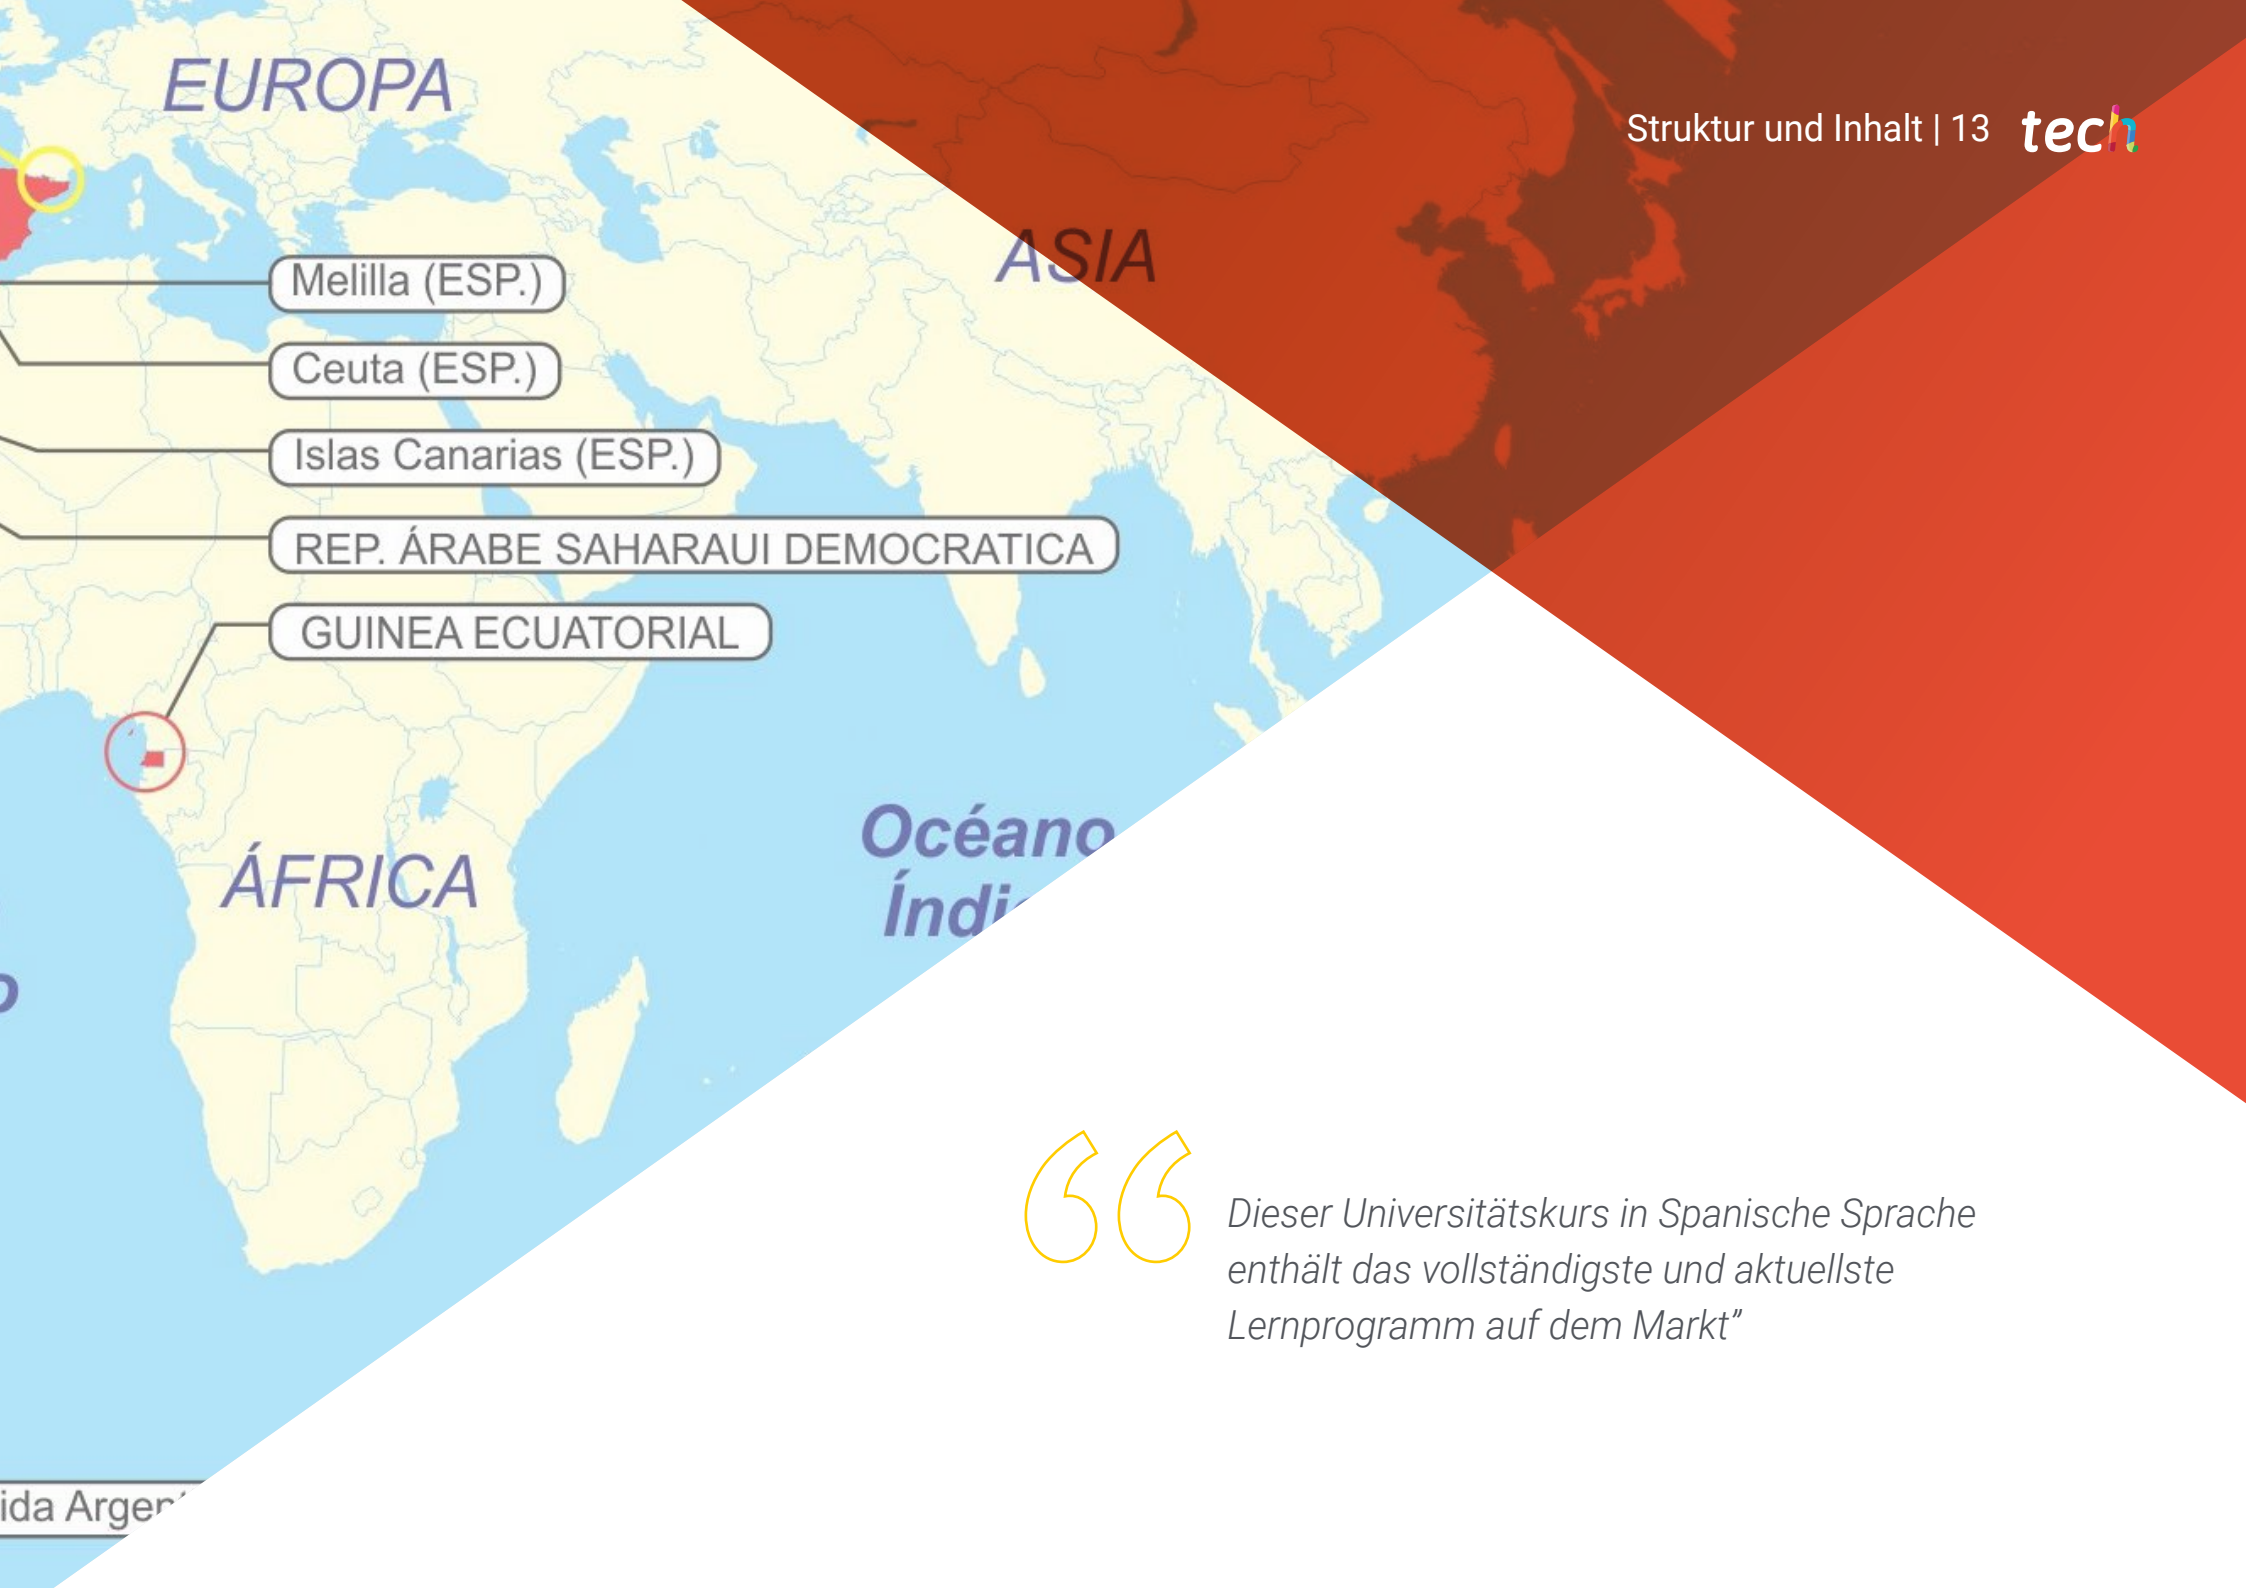 Struktur und Inhalt | 13 tech
EUROPA
ASIA
Melilla (ESP.)
Ceuta (ESP.)
Islas Canarias (ESP.)
REP. ÁRABE SAHARAUI DEMOCRATICA
GUINEA ECUATORIAL
ÁFRICA
Océano
Dieser Universitätskurs in Spanische Sprache
enthält das vollständigste und aktuellste
Lernprogramm auf dem Markt”